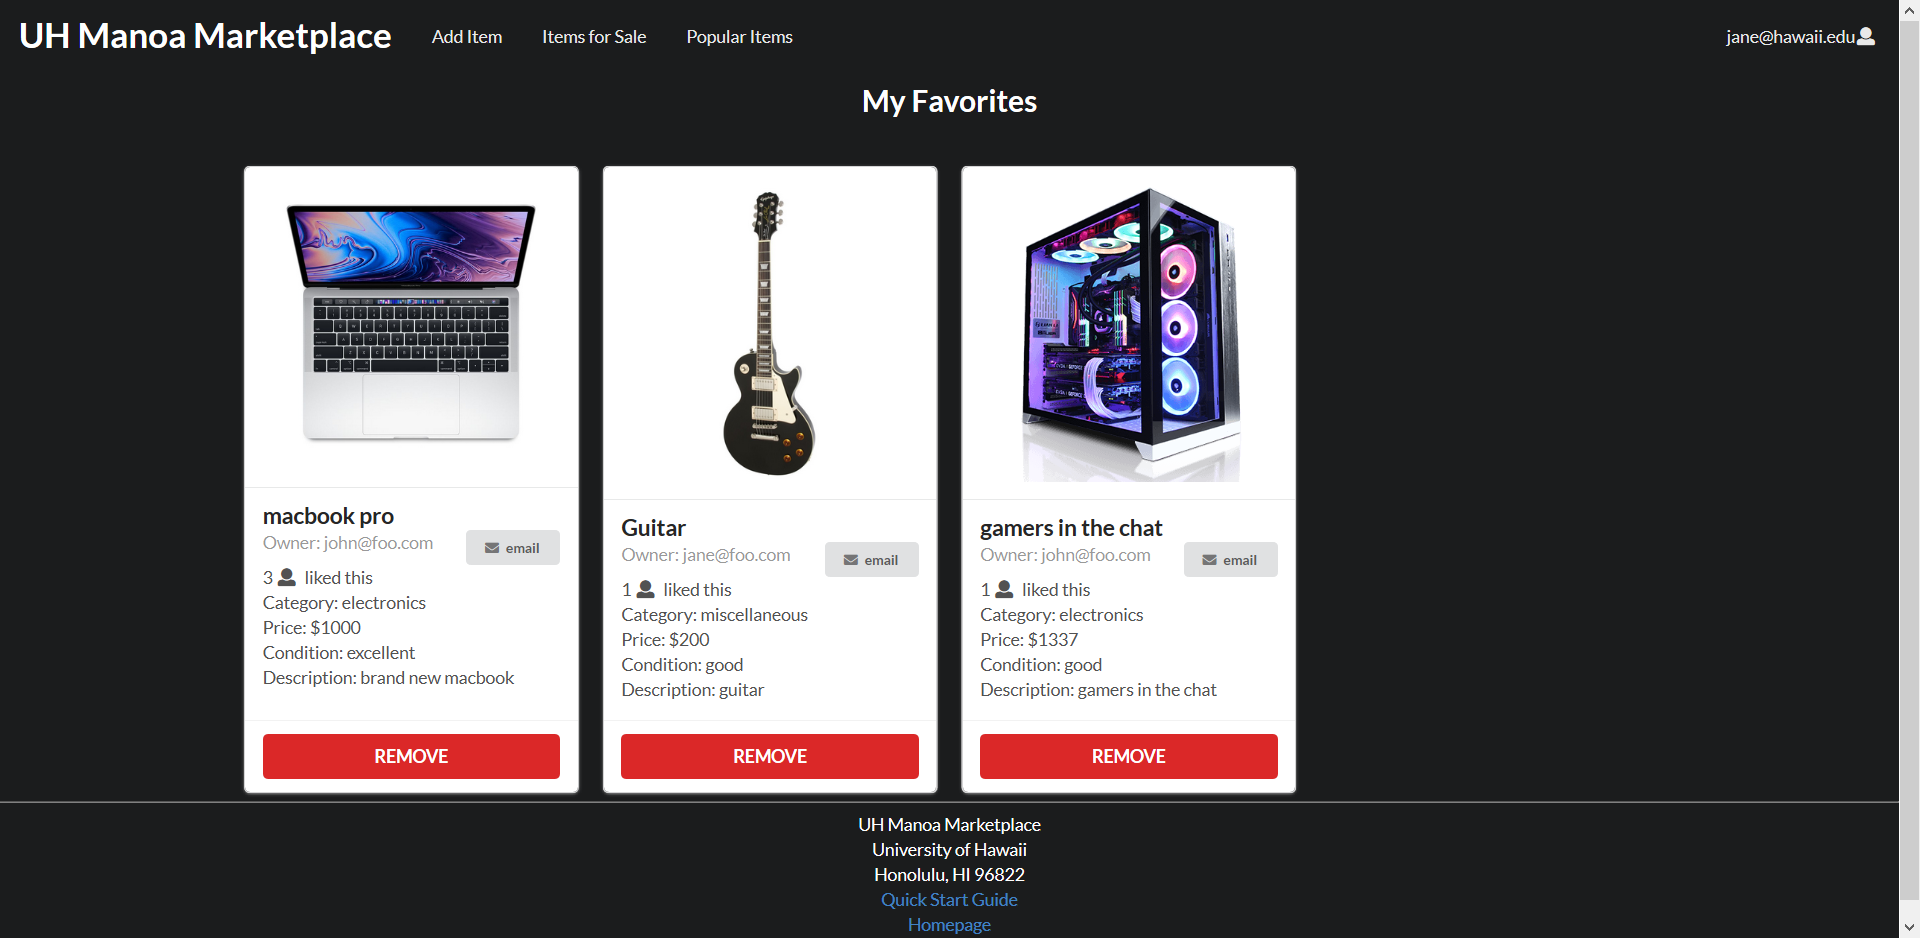 UH Manoa Marketplace
Add Item
Items for Sale
Popular Items
jane@hawaii.edu
My Favorites
macbook pro
Owner: john@foo.com
email
3 liked this
Category: electronics
Price: $1000
Condition: excellent
Description: brand new macbook
REMOVE
Guitar
Owner: jane@foo.com
email
1 liked this
Category: miscellaneous
Price: $200
Condition: good
Description: guitar
REMOVE
gamers in the chat
Owner: john@foo.com
email
1 liked this
Category: electronics
Price: $1337
Condition: good
Description: gamers in the chat
REMOVE
UH Manoa Marketplace
University of Hawaii
Honolulu, HI 96822
Quick Start Guide
Homepage